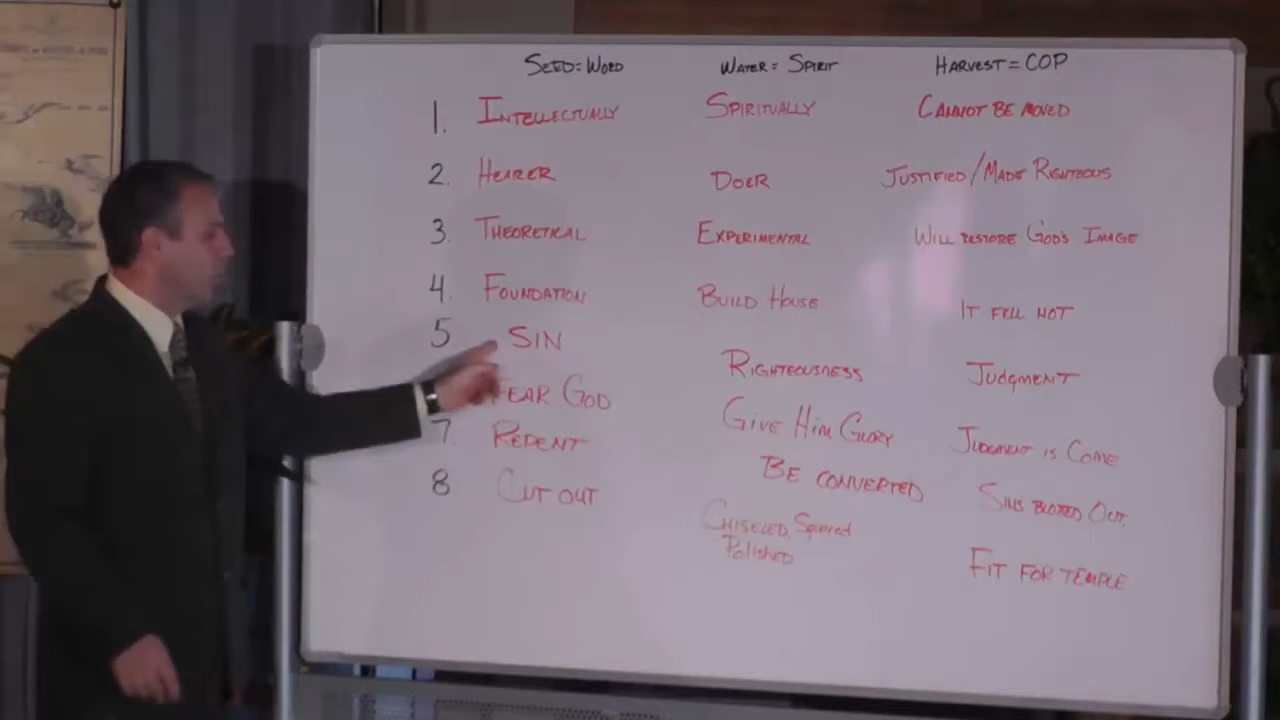 SEED=WORD WATER=SPIRIT HARVEST=COP
1. INTELLECTUALLY SPIRITUALLY CANNOT BE MOVED
2. HEARER DOER JUSTIFIED/MADE RIGHTEOUS
3. THEORETICAL EXPERIMENTAL WILL RESTORE GOD'S IMAGE
4. FOUNDATION BUILD HOUSE IT FELL NOT
5 SIN RIGHTEOUSNESS JUDGMENT
FEAR GOD GIVE HIM GLORY JUDGMENT IS COME
7 REPENT BE CONVERTED SINS BLOTED OUT.
8. CUT OUT CHISELED, Squared FIT FOR TEMPLE
Polished